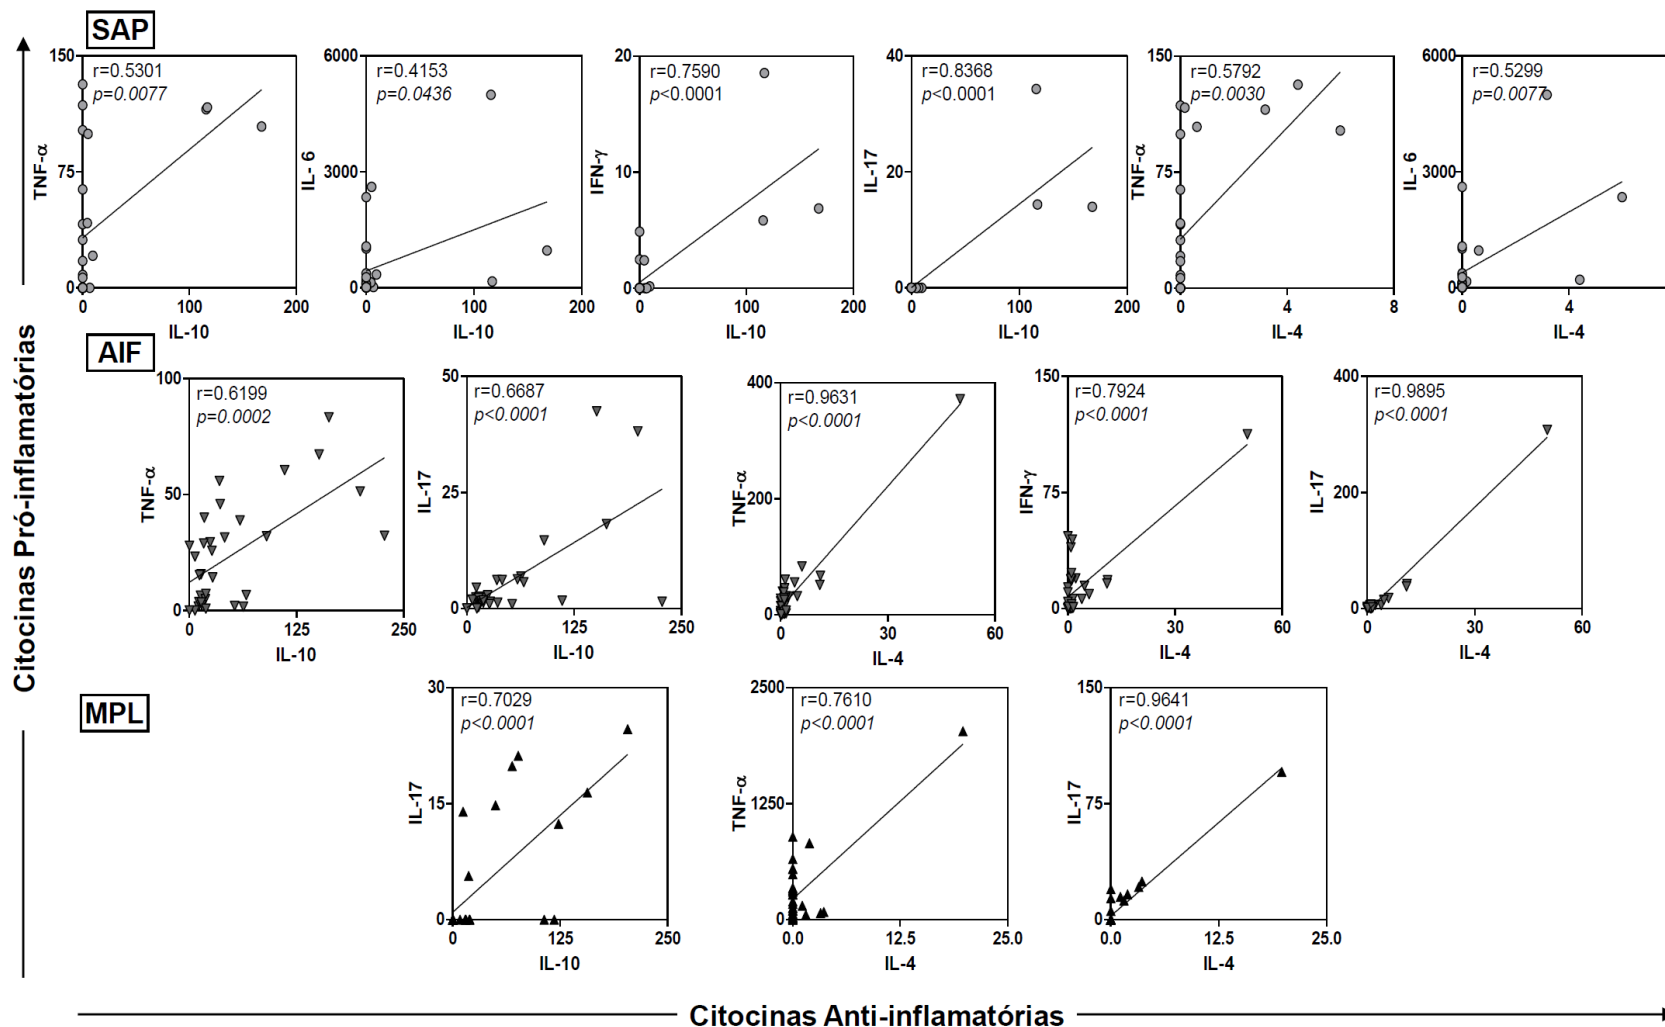 SAP
150
75
0
TNF-α
r=0.5301
p=0.0077
0
100
200
IL-10
6000
3000
0
IL- 6
r=0.4153
p=0.0436
0
100
200
IL-10
20
10
0
IFN-γ
r=0.7590
p<0.0001
0
100
200
IL-10
40
20
0
IL-17
r=0.8368
p<0.0001
0
100
200
IL-10
150
75
0
TNF-α
r=0.5792
p=0.0030
0
4
8
IL-4
6000
3000
0
IL- 6
r=0.5299
p=0.0077
0
4
IL-4
AIF
100
50
0
TNF-α
r=0.6199
p=0.0002
0
125
250
IL-10
50
25
0
IL-17
r=0.6687
p<0.0001
0
125
250
IL-10
400
200
0
TNF-α
r=0.9631
p<0.0001
0
30
60
IL-4
150
75
0
IFN-γ
r=0.7924
p<0.0001
0
30
60
IL-4
400
200
0
IL-17
r=0.9895
p<0.0001
0
30
60
IL-4
MPL
30
15
0
IL-17
r=0.7029
p<0.0001
0
125
250
IL-10
2500
1250
0
TNF-α
r=0.7610
p<0.0001
0.0
12.5
25.0
IL-4
150
75
0
IL-17
r=0.9641
p<0.0001
0.0
12.5
25.0
IL-4
Citocinas Pró-inflamatórias
Citocinas Anti-inflamatórias